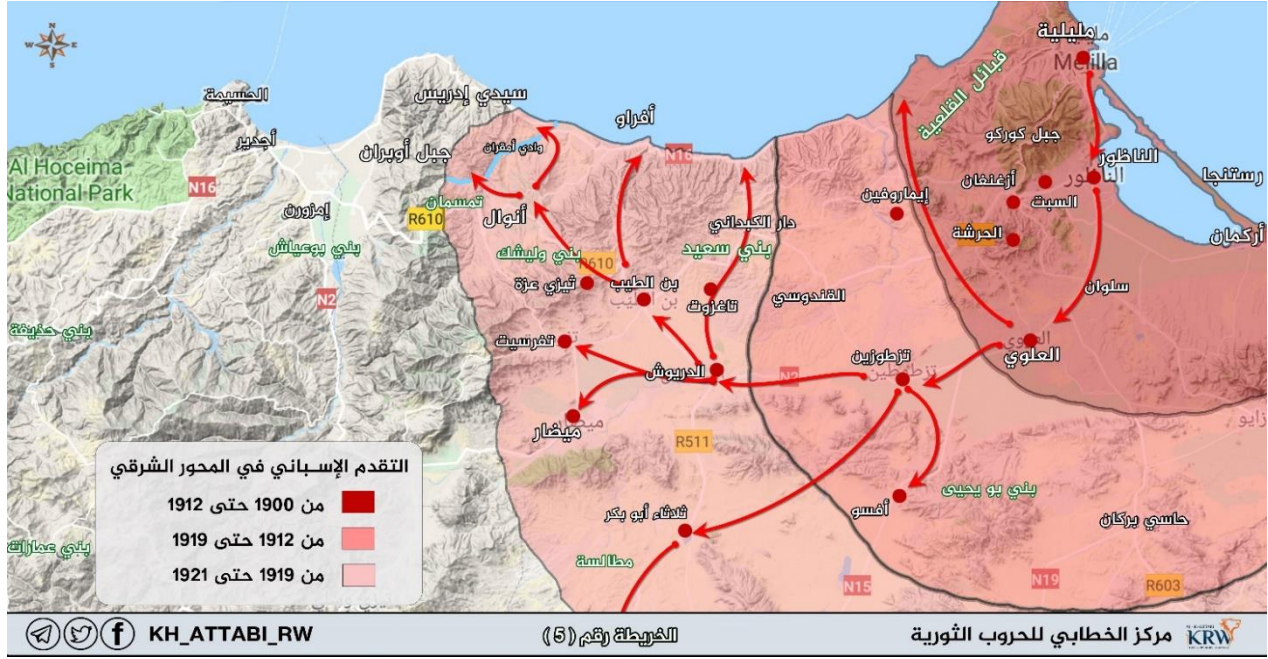 مليلية
Melilla
قبائل القلعية
سيدي إدريس
الحسيمة
أفراو
أجدير
جبل أوبران
وادي أمقران
جبل كوركو
الناظور
الناظور
رستنجا
Al Hoceima
National Park
N16
N16
تمسمان
أزغنغان
السبت
إيماروفين
إمزورن
R610
أنوال
دار الكبداني
الحرشة
أركمان
بني بوعياش
بني وليشك
بني سعيد
R610
بن الطيب
ثيزي عزة
تاغزوت
القندوسي
سلوان
N2
بني حذيفة
تفرسيت
العلوي
الدريوش
تزطوزين
N2
ميضار
R511
زايو
التقدم الإسباني في المحور الشرقي
من 1900 حتى 1912
من 1912 حتى 1919
من 1919 حتى 1921
بني عمارات
ثلاثاء أبو بكر
أفسو
بني بو يحيى
حاسي بركان
مطالسة
N15
N19
R603
مركز الخطابي للحروب الثورية
KRW
الخريطة رقم ( 5 )
KH_ATTABI_RW